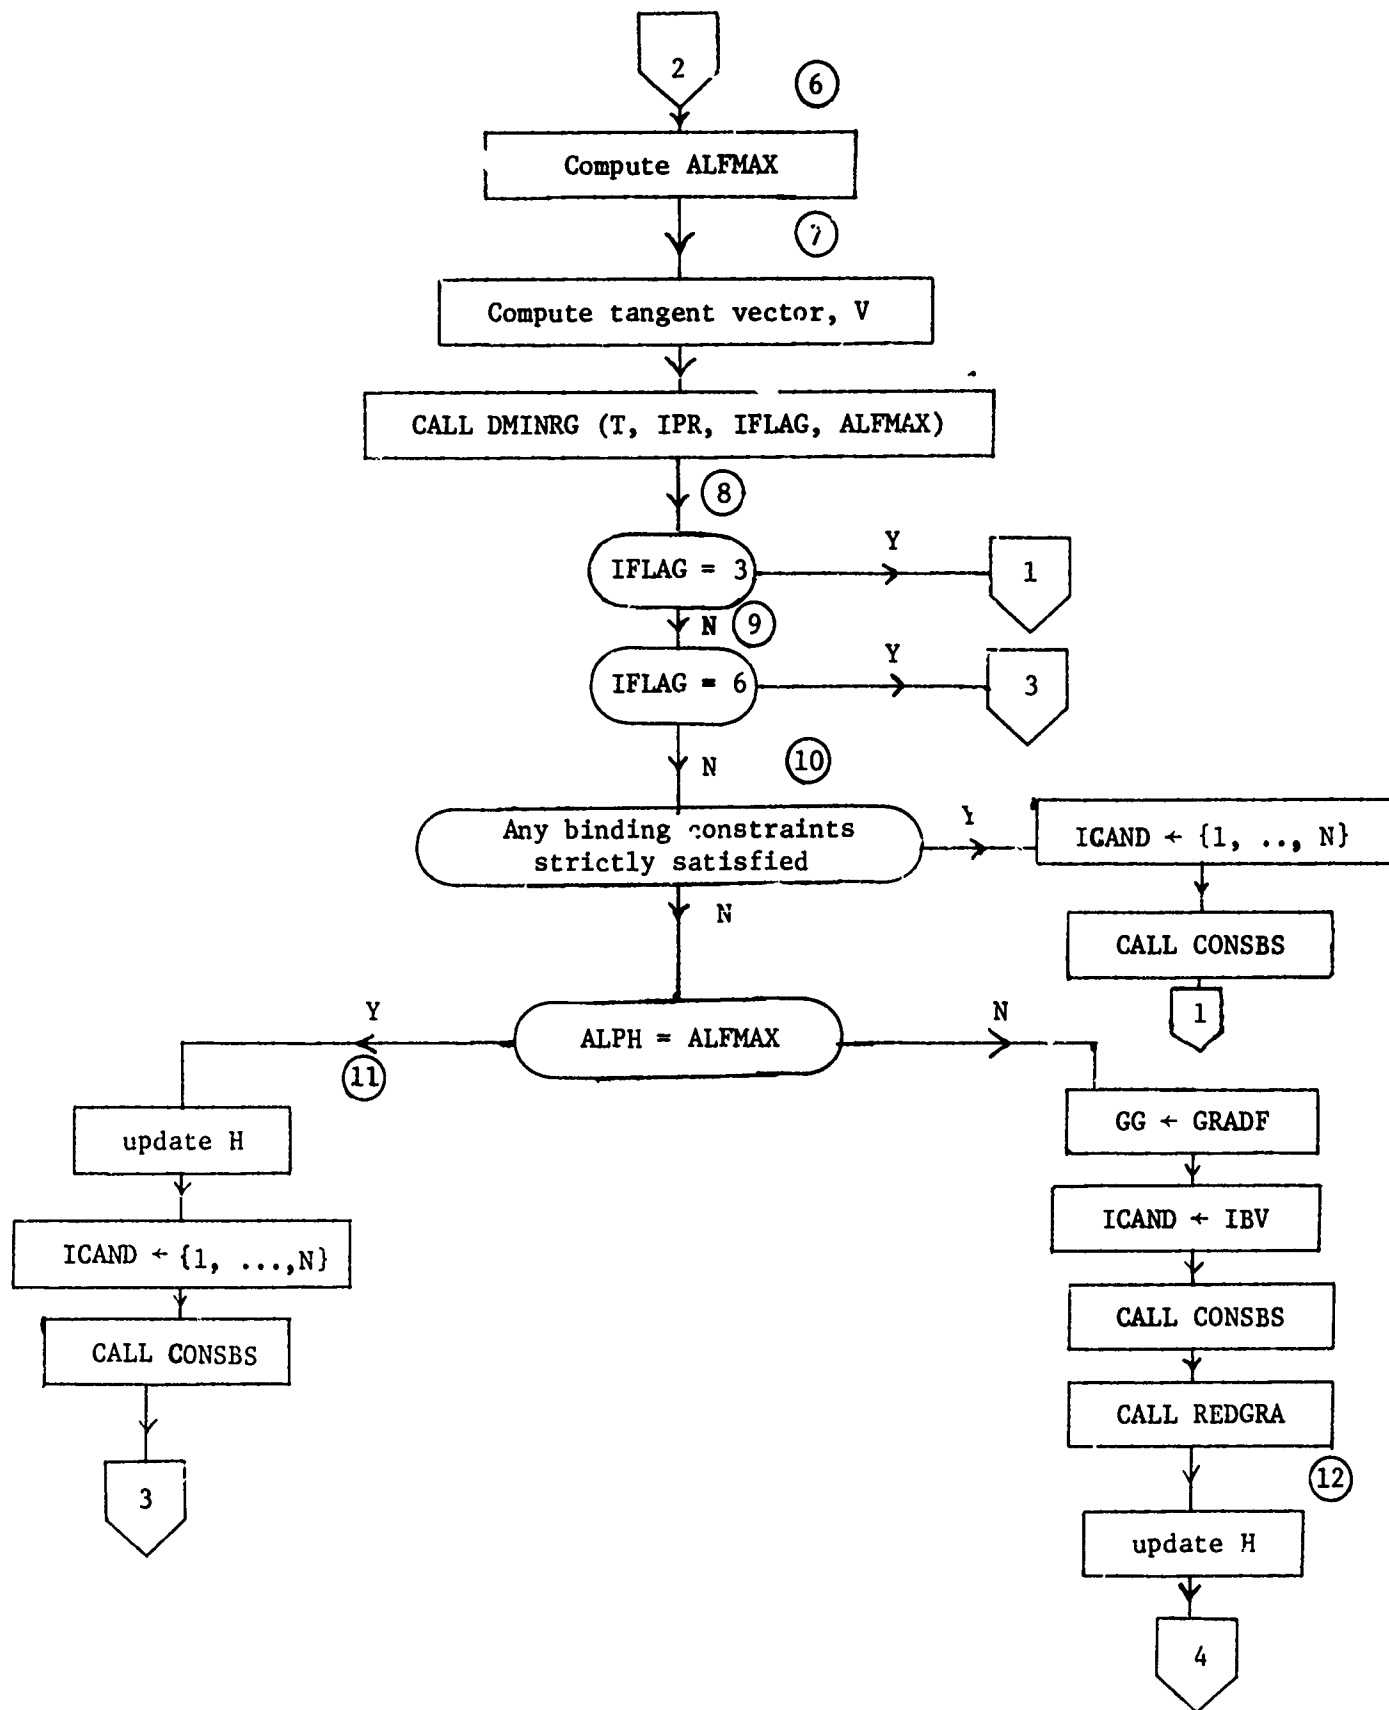 2
6
Compute ALFMAX
7
Compute tangent vector, V
CALL DMINRG (T, IPR, IFLAG, ALFMAX)
8
IFLAG = 3
Y
1
N
9
IFLAG = 6
Y
3
N
10
Any binding constraints
strictly satisfied
Y
ICAND ← {1, .., N}
CALL CONSBS
1
N
ALPH = ALFMAX
Y
11
N
update H
ICAND ← {1, ...,N}
CALL CONSBS
3
GG ← GRADF
ICAND ← IBV
CALL CONSBS
CALL REDGRA
12
update H
4